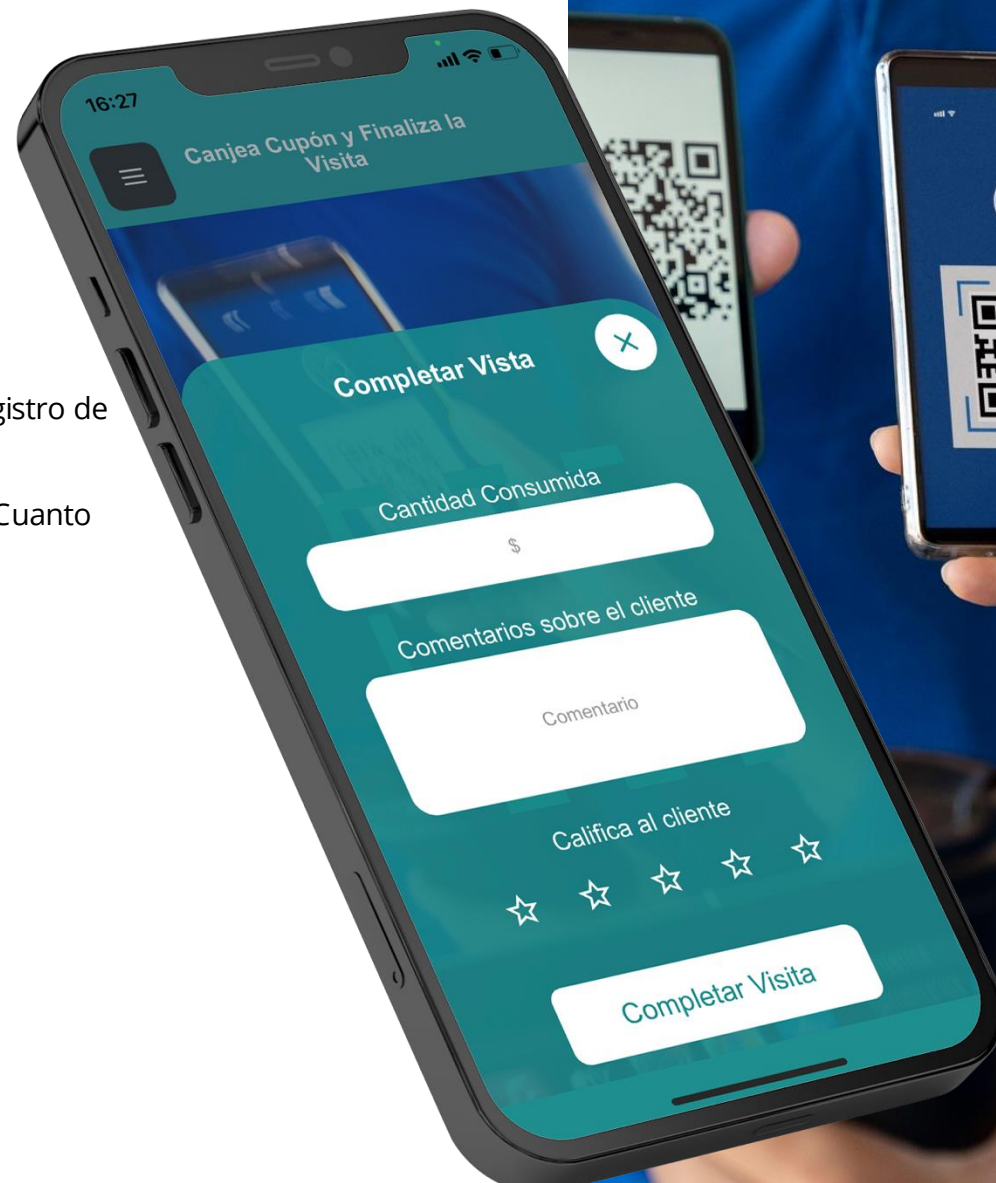 gistro de
Cuanto
16:27
Canjea Cupón y Finaliza la
Visita
Completar Vista
Cantidad Consumida
$
Comentarios sobre el cliente
Comentario
Califica al cliente
Completar Visita